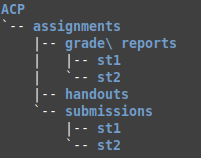 ACP
`-- assignments
    |-- grade\ reports
    |   |-- st1
    |   `-- st2
    |-- handouts
    `-- submissions
        |-- st1
        `-- st2